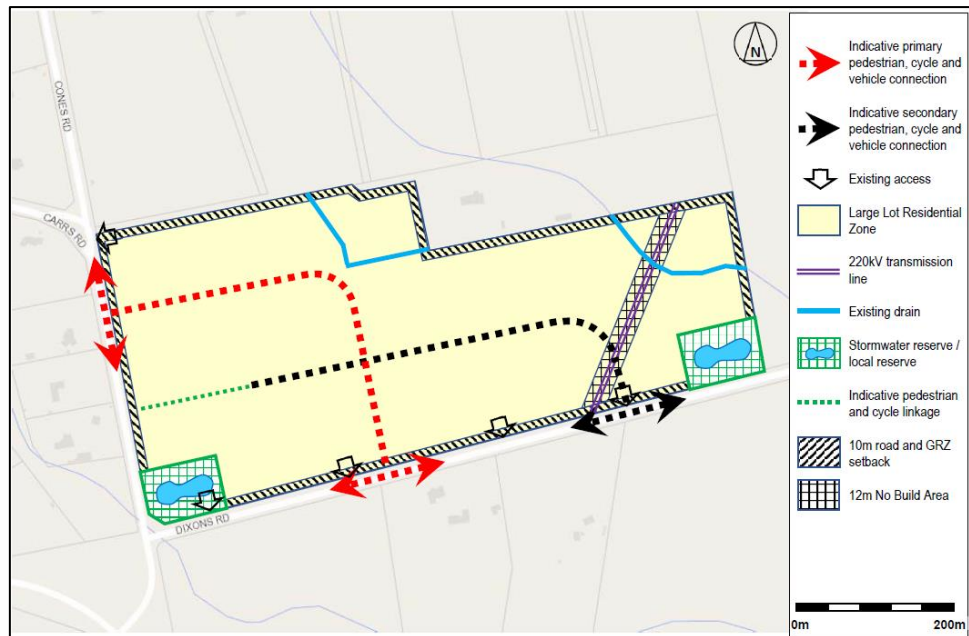 CONES RD
CARRS RD
DIXONS RD
N
Indicative primary
pedestrian, cycle and
vehicle connection
Indicative secondary
pedestrian, cycle and
vehicle connection
Existing access
Large Lot Residential
Zone
220kV transmission
line
Existing drain
Stormwater reserve /
local reserve
Indicative pedestrian
and cycle linkage
10m road and GRZ
setback
12m No Build Area
0m 200m